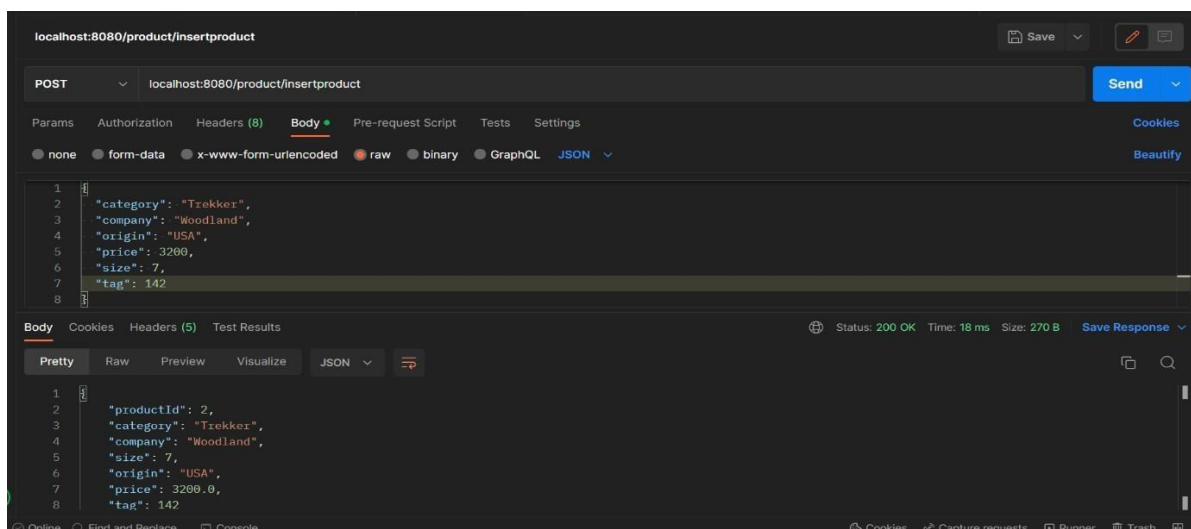 localhost:8080/product/insertproduct Save
POST localhost:8080/product/insertproduct Send
Params Authorization Headers (8) Body Pre-request Script Tests Settings Cookies
none form-data x-www-form-urlencoded raw binary GraphQL JSON Beautify
1 {
2 "category": "Trekker",
3 "company": "Woodland",
4 "origin": "USA",
5 "price": 3200,
6 "size": 7,
7 "tag": 142
8 }
Body Cookies Headers (5) Test Results Status: 200 OK Time: 18 ms Size: 270 B Save Response
Pretty Raw Preview Visualize JSON
1 {
2 "productId": 2,
3 "category": "Trekker",
4 "company": "Woodland",
5 "size": 7,
6 "origin": "USA",
7 "price": 3200.0,
8 "tag": 142
Online Find and Replace Console Cookies Capture requests Runner Trash